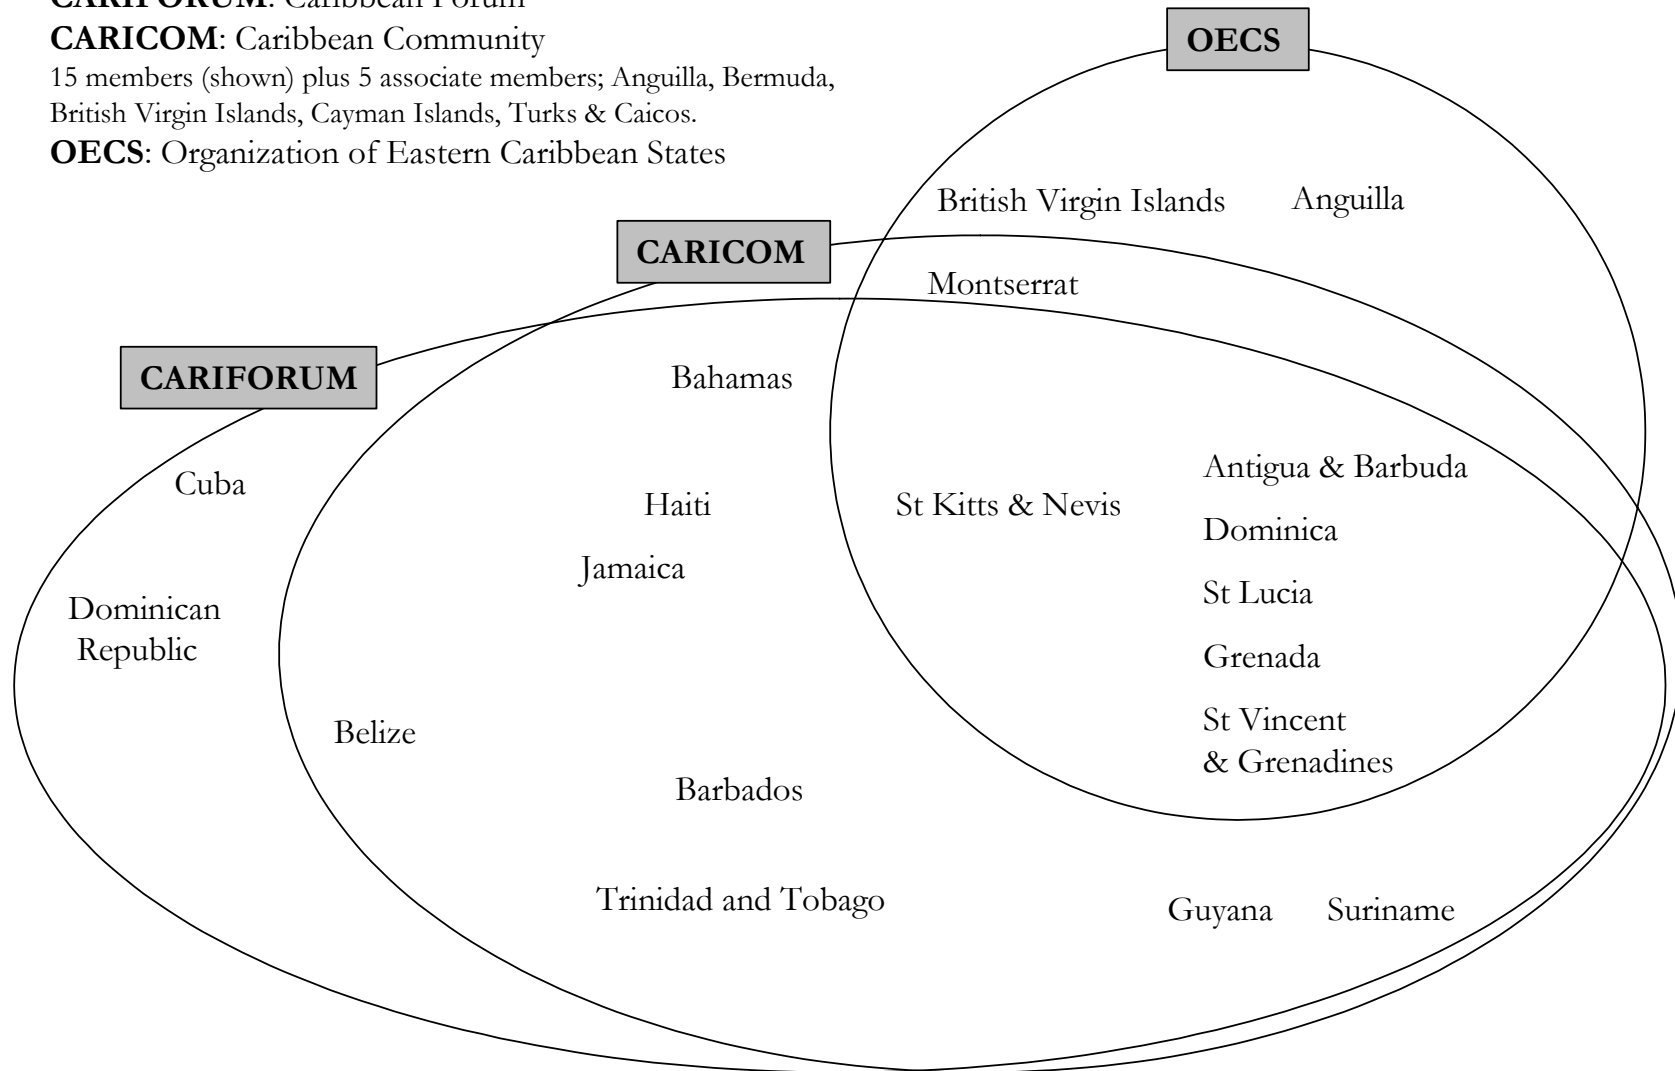 CARIFORUM: Caribbean Forum
CARICOM: Caribbean Community
15 members (shown) plus 5 associate members; Anguilla, Bermuda,
British Virgin Islands, Cayman Islands, Turks & Caicos.
OECS: Organization of Eastern Caribbean States
OECS
British Virgin Islands
Anguilla
CARICOM
Montserrat
CARIFORUM
Bahamas
Cuba
Haiti
St Kitts & Nevis
Antigua & Barbuda
Dominica
Jamaica
St Lucia
Dominican
Republic
Grenada
Belize
St Vincent
& Grenadines
Barbados
Trinidad and Tobago
Guyana
Suriname